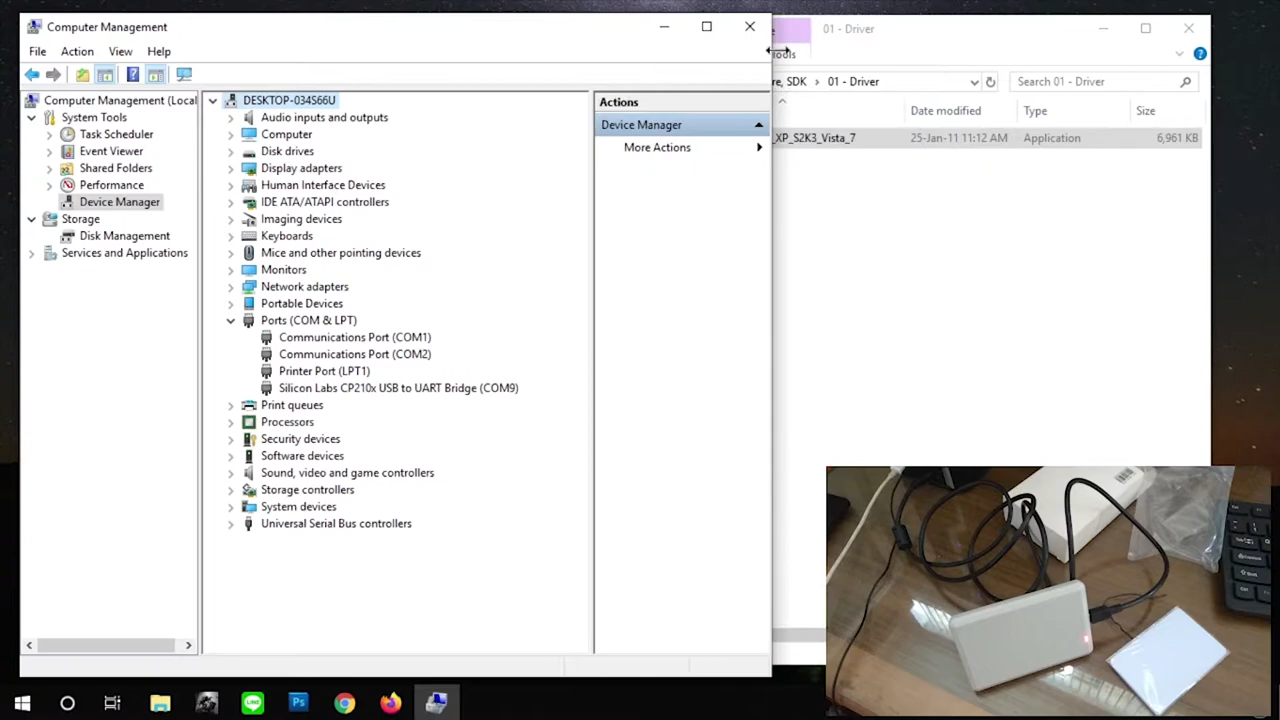 Computer Management
File Action View Help
Computer Management (Local
System Tools
Task Scheduler
Event Viewer
Shared Folders
Performance
Device Manager
Storage
Disk Management
Services and Applications
DESKTOP-034S66U
Audio inputs and outputs
Computer
Disk drives
Display adapters
Human Interface Devices
IDE ATA/ATAPI controllers
Imaging devices
Keyboards
Mice and other pointing devices
Monitors
Network adapters
Portable Devices
Ports (COM & LPT)
Communications Port (COM1)
Communications Port (COM2)
Printer Port (LPT1)
Silicon Labs CP210x USB to UART Bridge (COM9)
Print queues
Processors
Security devices
Software devices
Sound, video and game controllers
Storage controllers
System devices
Universal Serial Bus controllers
Actions
Device Manager
More Actions
01 - Driver
ools
re, SDK > 01 - Driver
Search 01 - Driver
Date modified Type Size
_XP_S2K3_Vista_7 25-Jan-11 11:12 AM Application 6,961 KB
LINE
Ps